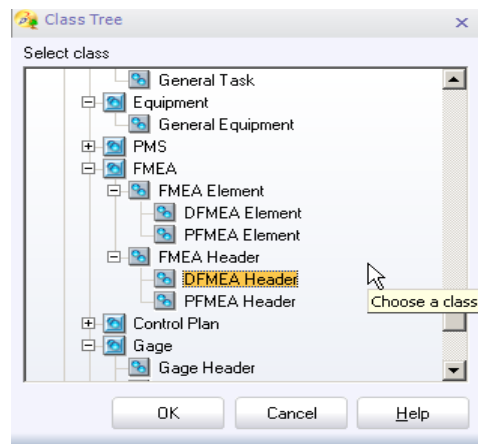 Class Tree
Select class
General Task
Equipment
General Equipment
PMS
FMEA
FMEA Element
DFMEA Element
PFMEA Element
FMEA Header
DFMEA Header
PFMEA Header
Choose a class
Control Plan
Gage
Gage Header
OK Cancel Help